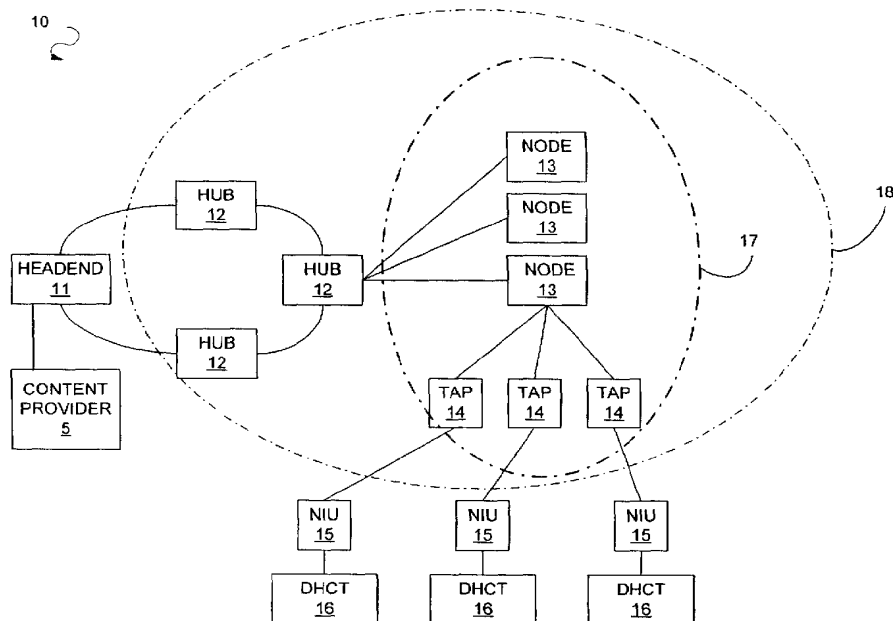 10
NODE
13
18
HUB
12
NODE
13
17
HEADEND
11
HUB
12
NODE
13
HUB
12
CONTENT
PROVIDER
5
TAP
14
TAP
14
TAP
14
NIU
15
NIU
15
NIU
15
DHCT
16
DHCT
16
DHCT
16